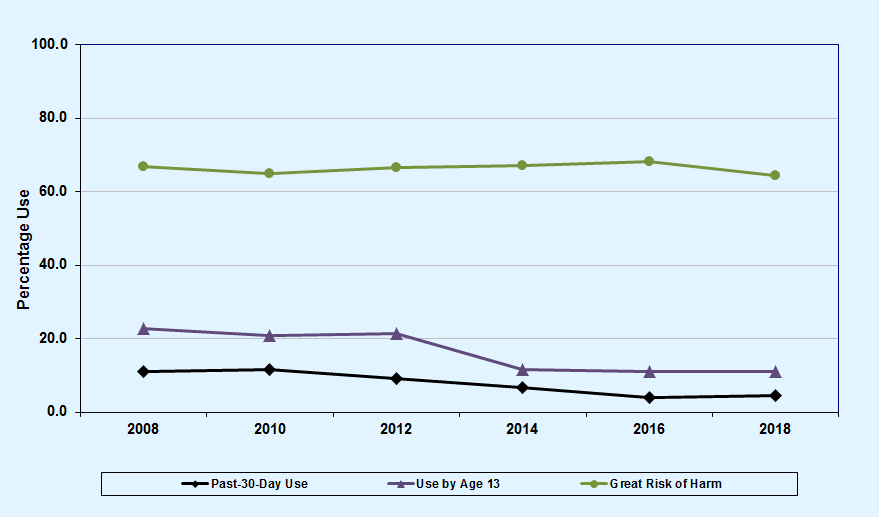 100.0
80.0
60.0
40.0
20.0
0.0
Percentage Use
2008 2010 2012 2014 2016 2018
Past-30-Day Use Use by Age 13 Great Risk of Harm